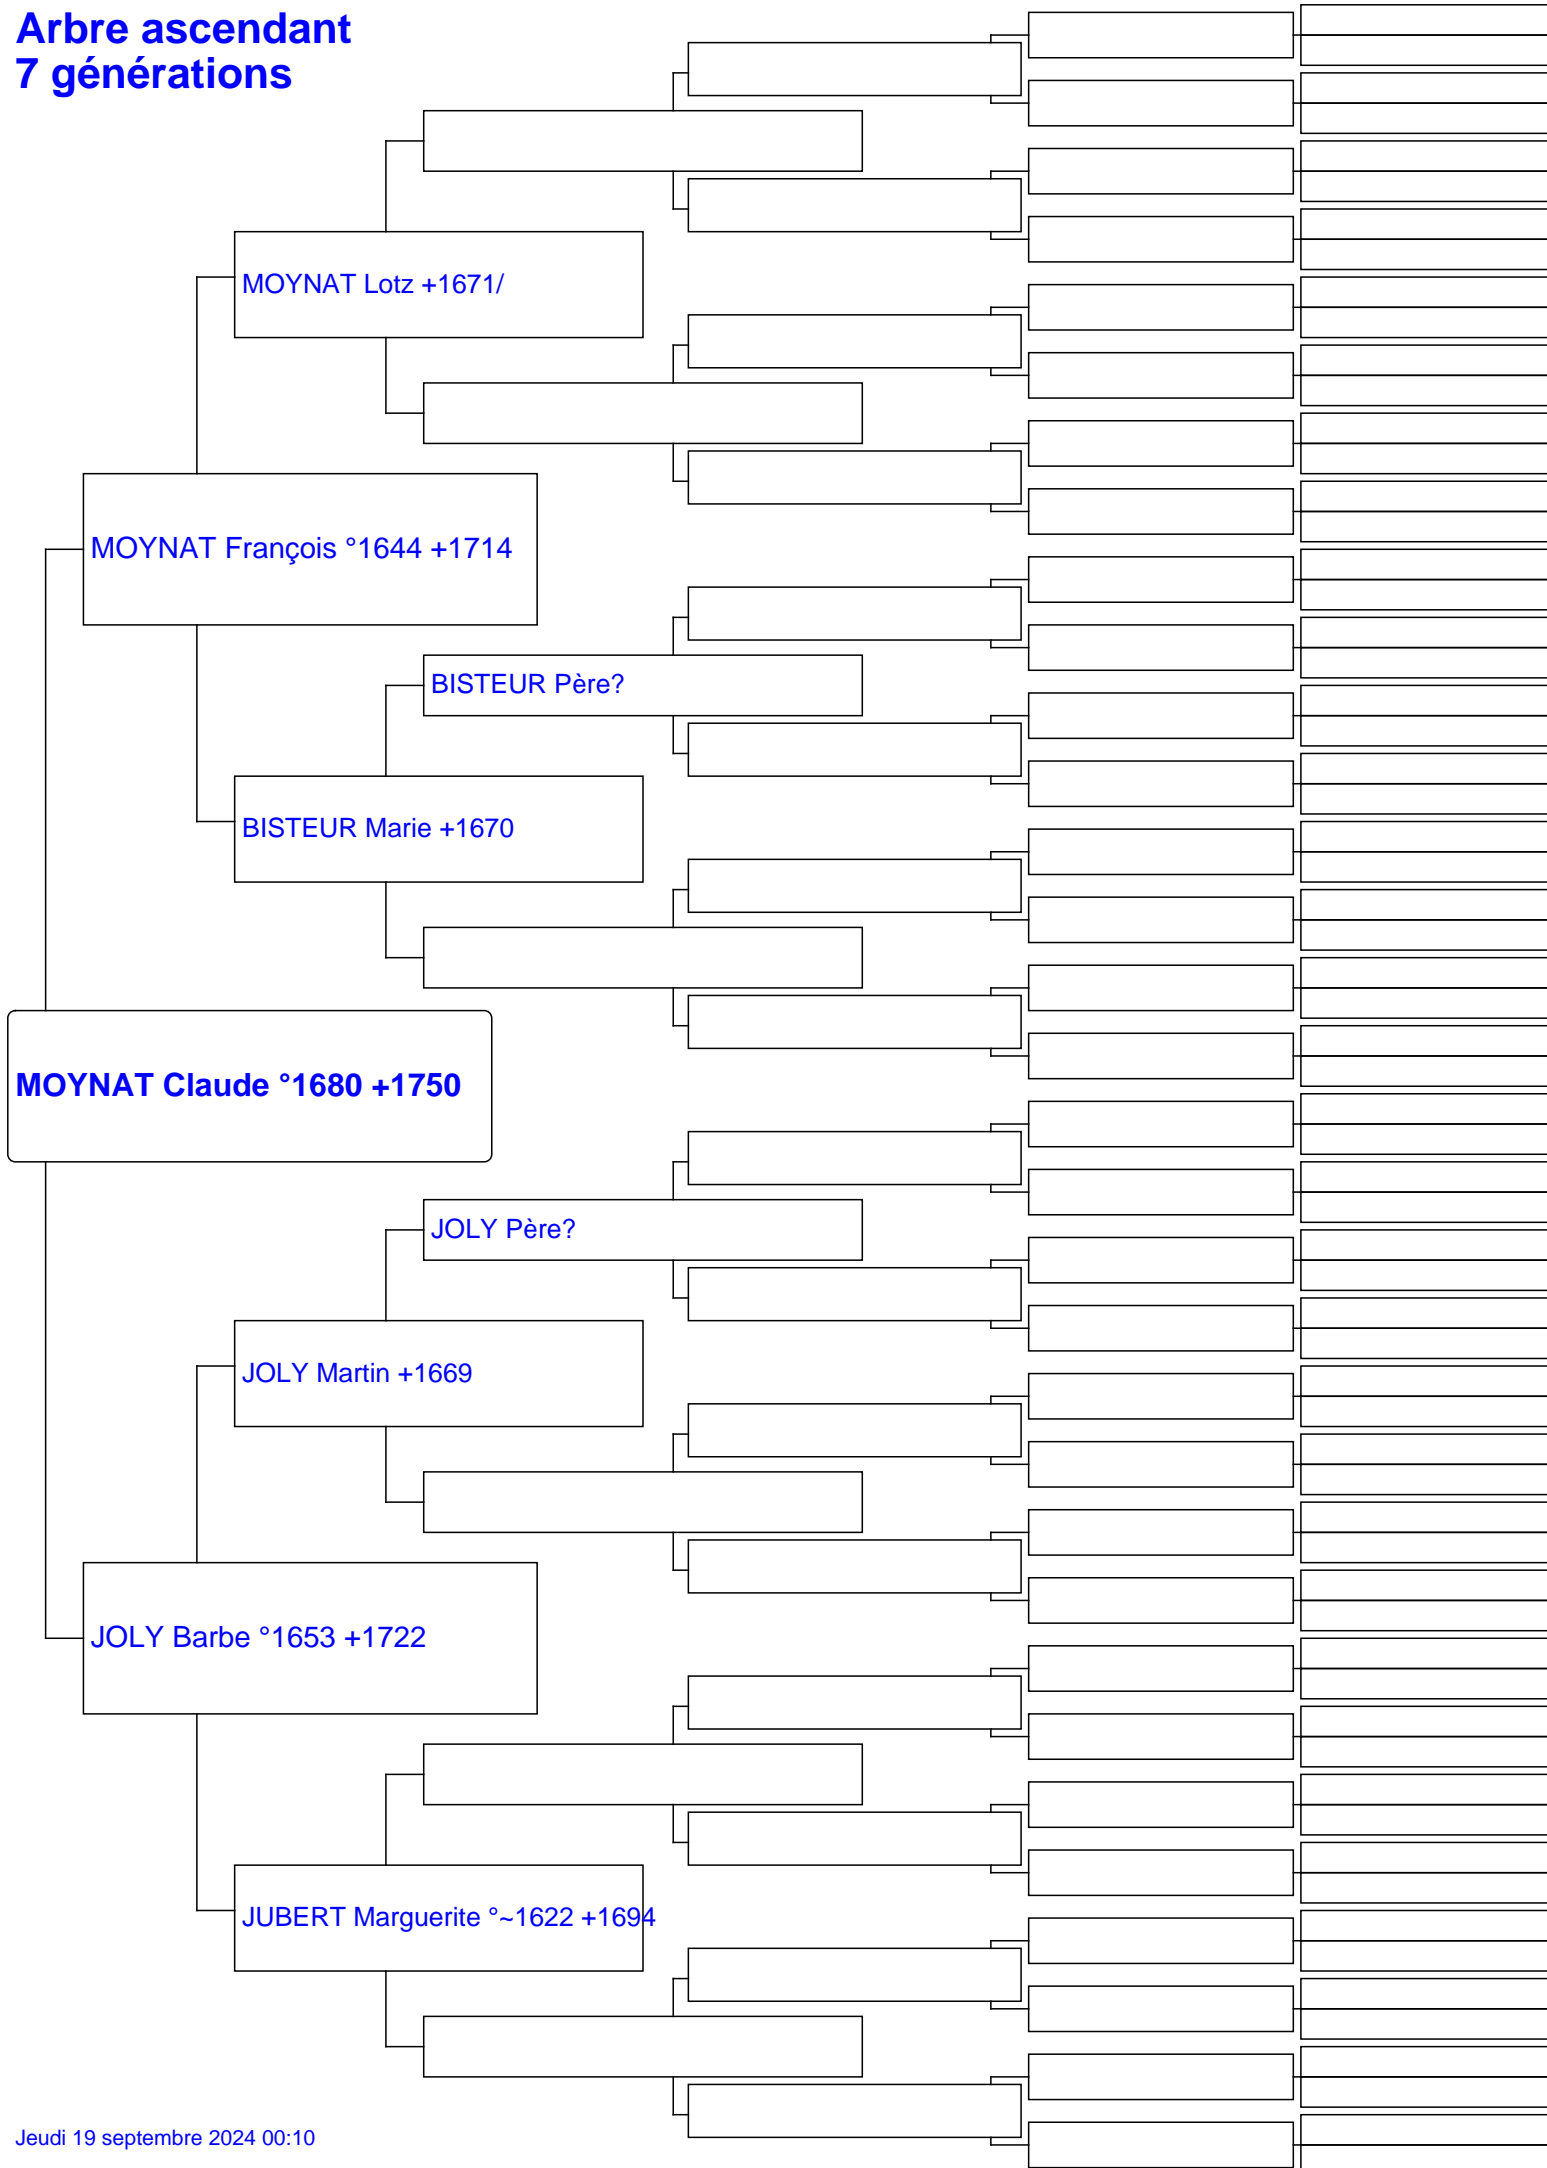 Arbre ascendant
7 générations
MOYNAT Lotz +1671/
MOYNAT François °1644 +1714
BISTEUR Père?
BISTEUR Marie +1670
MOYNAT Claude °1680 +1750
JOLY Père?
JOLY Martin +1669
JOLY Barbe °1653 +1722
JUBERT Marguerite °~1622 +1694
Jeudi 19 septembre 2024 00:10